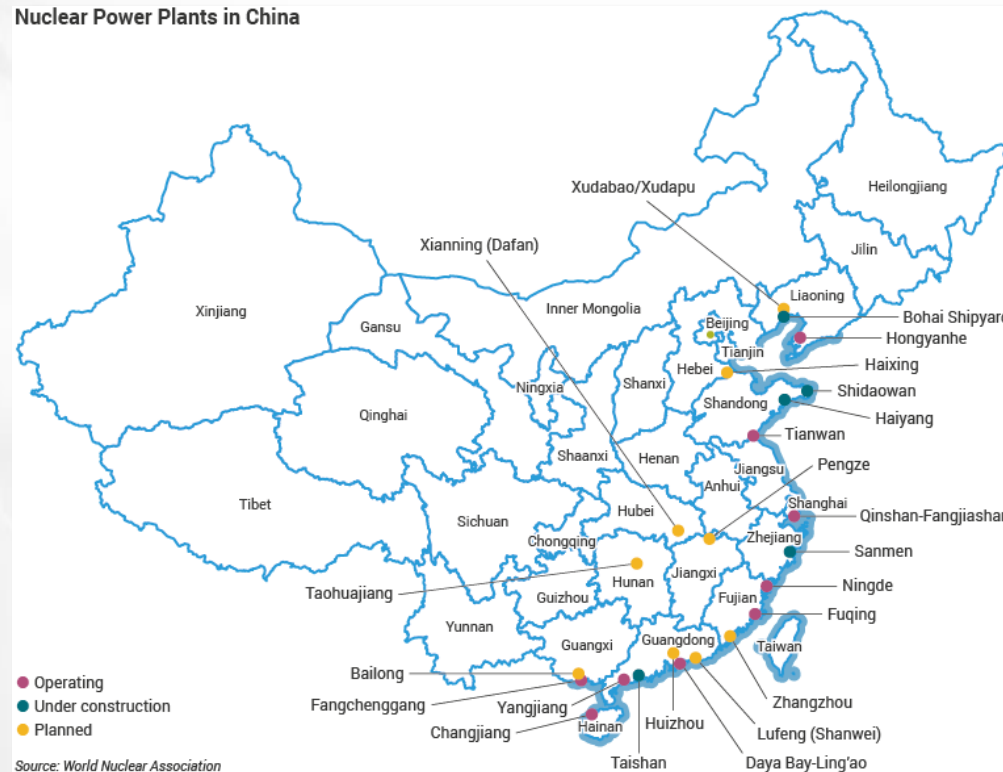 Nuclear Power Plants in China
Xudabao/Xudapu
Heilongjiang
Jilin
Xianning (Dafan)
Liaoning
Xinjiang
Inner Mongolia
Bohai Shipyard
Gansu
Beijing
Hongyanhe
Tianjin
Hebei
Haixing
Ningxia
Shanxi
Shidaowan
Shandong
Qinghai
Haiyang
Tianwan
Shaanxi
Henan
Pengze
Jiangsu
Anhui
Tibet
Shanghai
Hubei
Qinshan-Fangjiashan
Sichuan
Zhejiang
Chongqing
Sanmen
Jiangxi
Hunan
Ningde
Taohuajiang
Guizhou
Fujian
Fuqing
Yunnan
Guangxi
Guangdong
Taiwan
Bailong
Operating
Fangchenggang
Yangjiang
Zhangzhou
Under construction
Changjiang
Hainan
Huizhou
Planned
Lufeng (Shanwei)
Taishan
Daya Bay-Ling'ao
Source: World Nuclear Association